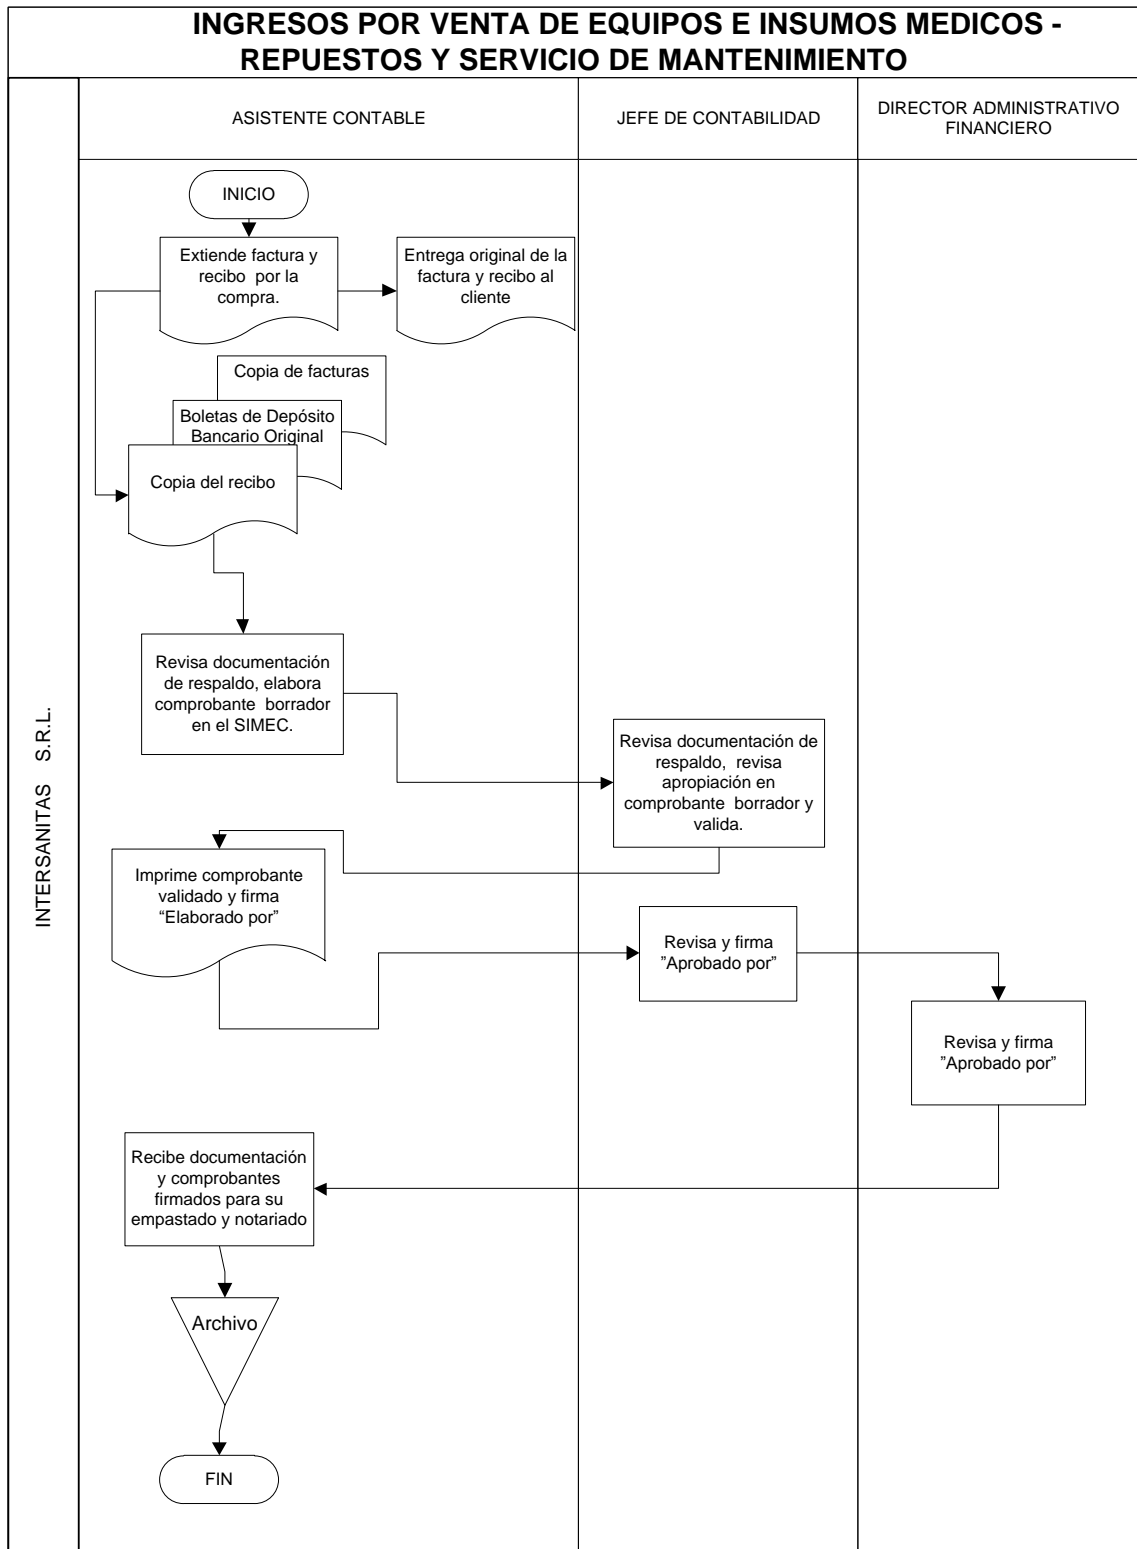 INGRESOS POR VENTA DE EQUIPOS E INSUMOS MEDICOS -
REPUESTOS Y SERVICIO DE MANTENIMIENTO
INTERSANITAS S.R.L.
ASISTENTE CONTABLE
JEFE DE CONTABILIDAD
DIRECTOR ADMINISTRATIVO
FINANCIERO
INICIO
Extiende factura y
recibo por la
compra.
Entrega original de la
factura y recibo al
cliente
Copia de facturas
Boletas de Depósito
Bancario Original
Copia del recibo
Revisa documentación
de respaldo, elabora
comprobante borrador
en el SIMEC.
Revisa documentación de
respaldo, revisa
apropiación en
comprobante borrador y
valida.
Imprime comprobante
validado y firma
“Elaborado por”
Revisa y firma
”Aprobado por”
Revisa y firma
”Aprobado por”
Recibe documentación
y comprobantes
firmados para su
empastado y notariado
Archivo
FIN